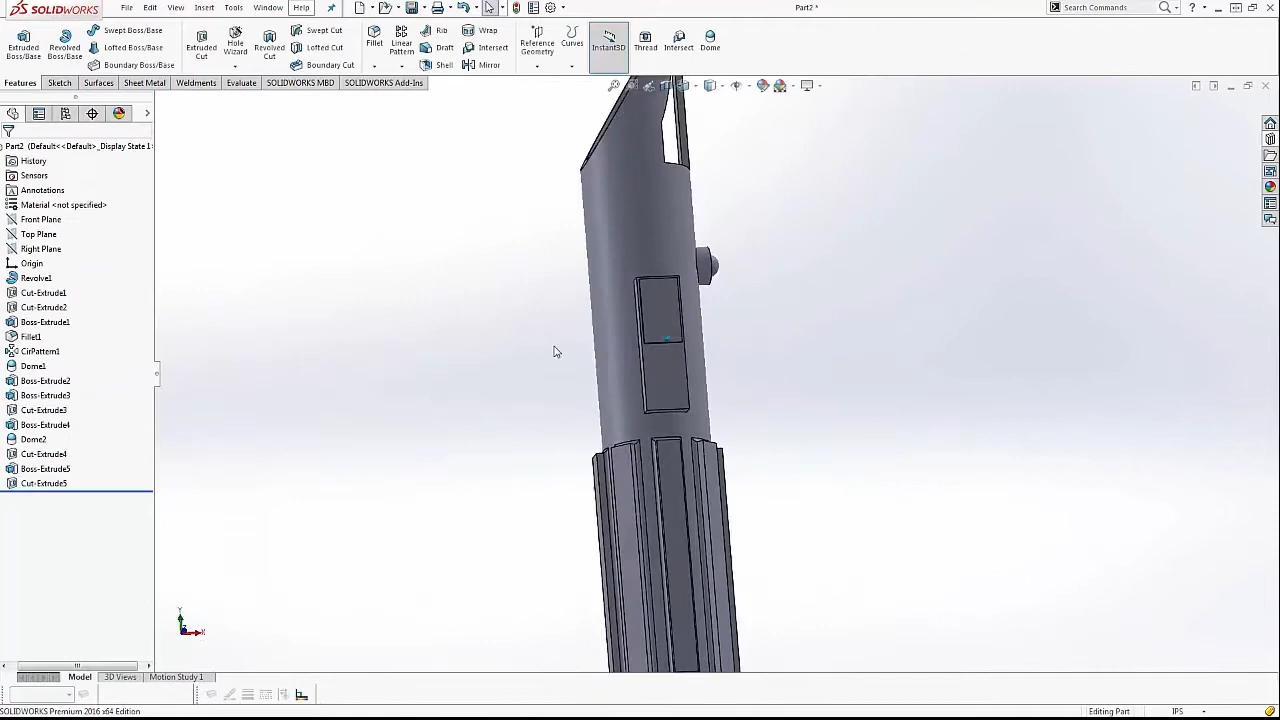 SOLIDWORKS
File Edit View Insert Tools Window Help
Part2 *
Search Commands
Extruded Boss/Base
Revolved Boss/Base
Swept Boss/Base
Lofted Boss/Base
Boundary Boss/Base
Extruded Cut
Hole Wizard
Revolved Cut
Swept Cut
Lofted Cut
Boundary Cut
Fillet
Linear Pattern
Rib
Draft
Shell
Wrap
Intersect
Mirror
Reference Geometry
Curves
Instant3D
Thread
Intersect
Dome
Features Sketch Surfaces Sheet Metal Weldments Evaluate SOLIDWORKS MBD SOLIDWORKS Add-Ins
Part2 (Default<<Default>_Display State 1>
History
Sensors
Annotations
Material <not specified>
Front Plane
Top Plane
Right Plane
Origin
Revolve1
Cut-Extrude1
Cut-Extrude2
Boss-Extrude1
Fillet1
CirPattern1
Dome1
Boss-Extrude2
Boss-Extrude3
Cut-Extrude3
Boss-Extrude4
Dome2
Cut-Extrude4
Boss-Extrude5
Cut-Extrude5
Y
X
Model 3D Views Motion Study 1
SOLIDWORKS Premium 2016 x64 Edition
Editing Part
IPS